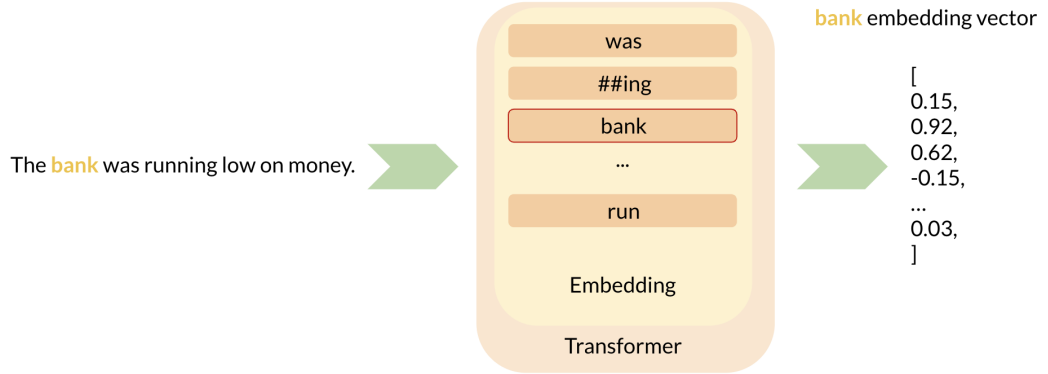 The bank was running low on money.
was
##ing
bank
...
run
Embedding
Transformer
bank embedding vector
[
0.15,
0.92,
0.62,
-0.15,
...
0.03,
]